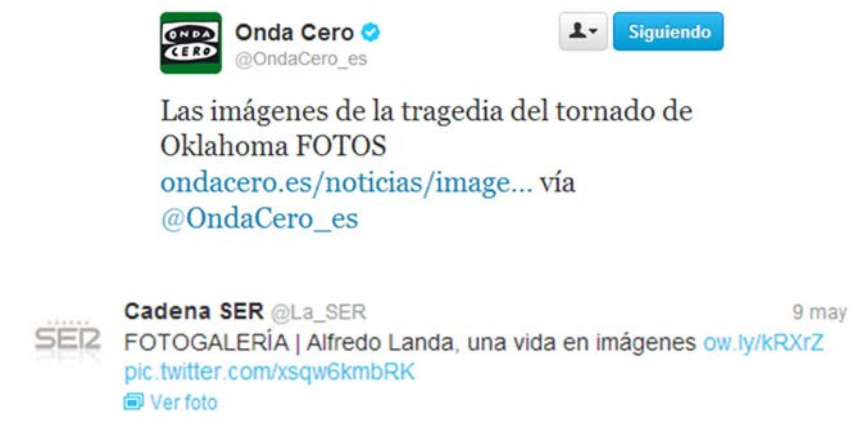 ONDA
CERO
Onda Cero
@OndaCero_es
Siguiendo
Las imágenes de la tragedia del tornado de
Oklahoma FOTOS
ondacero.es/noticias/image... vía
@OndaCero_es
SER
Cadena SER @La_SER 9 may
FOTOGALERÍA | Alfredo Landa, una vida en imágenes ow.ly/kRXrZ
pic.twitter.com/xsqw6kmbRK
Ver foto